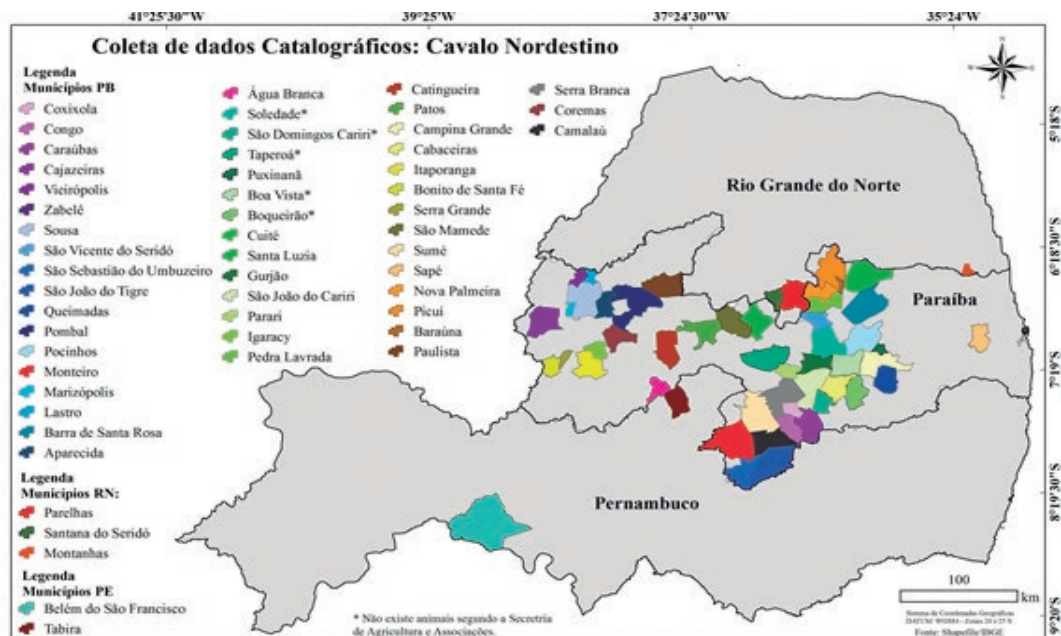 41°25'30"W
39°25'W
37°24'30"W
35°24'W
Coleta de dados Catalográficos: Cavalo Nordestino
Legenda
Municípios PB
Coxixola
Congo
Caraúbas
Cajazeiras
Vieirópolis
Zabelê
Sousa
São Vicente do Seridó
São Sebastião do Umbuzeiro
São João do Tigre
Queimadas
Pombal
Pocinhos
Monteiro
Marizópolis
Lastro
Barra de Santa Rosa
Aparecida
Legenda
Municípios RN:
Parelhas
Santana do Seridó
Montanhas
Legenda
Municípios PE
Belém do São Francisco
Tabira
Água Branca
Soledade*
São Domingos Cariri*
Taperoá*
Puxinanã
Boa Vista*
Boqueirão*
Cuité
Santa Luzia
Gurjão
São João do Cariri
Parari
Igaracy
Pedra Lavrada
Catingueira
Patos
Campina Grande
Cabaceiras
Itaporanga
Bonito de Santa Fé
Serra Grande
São Mamede
Sumé
Sapé
Nova Palmeira
Picuí
Baraúna
Paulista
Serra Branca
Coremas
Camalaú
N
W
E
S
Rio Grande do Norte
Paraíba
Pernambuco
5°18'S
6°18'30"S
7°19'S
8°19'30"S
9°20'S
* Não existe animais segundo a Secretria
de Agricultura e Associações.
100
km
Sistema de Coordenadas Geográficas
Fonte: Shapefile/IBGE